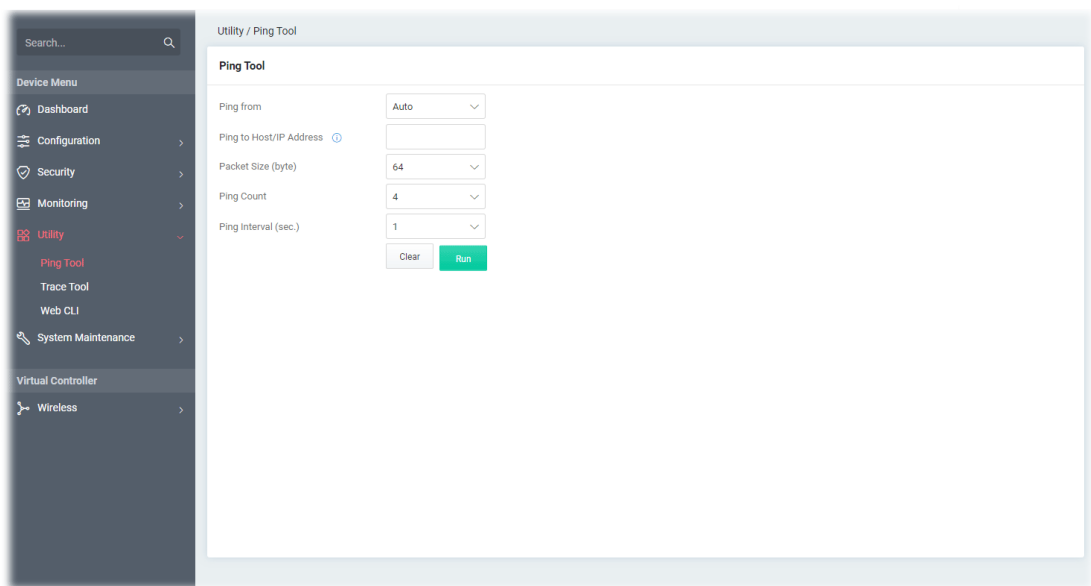 Search...
Device Menu
Dashboard
Configuration
Security
Monitoring
Utility
Ping Tool
Trace Tool
Web CLI
System Maintenance
Virtual Controller
Wireless
Utility / Ping Tool
Ping Tool
Ping from Auto
Ping to Host/IP Address
Packet Size (byte) 64
Ping Count 4
Ping Interval (sec.) 1
Clear Run